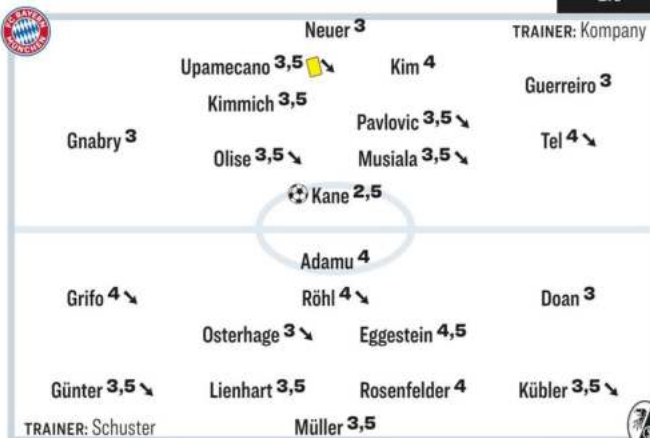 FC BAYERN
MÜNCHEN
Neuer 3
TRAINER: Kompany
Upamecano 3,5
Kim 4
Guerreiro 3
Kimmich 3,5
Pavlovic 3,5
Gnabry 3
Tel 4
Olise 3,5
Musiala 3,5
Kane 2,5
Adamu 4
Grifo 4
Röhl 4
Doan 3
Osterhage 3
Eggestein 4,5
Günter 3,5
Lienhart 3,5
Rosenfelder 4
Kübler 3,5
TRAINER: Schuster
Müller 3,5